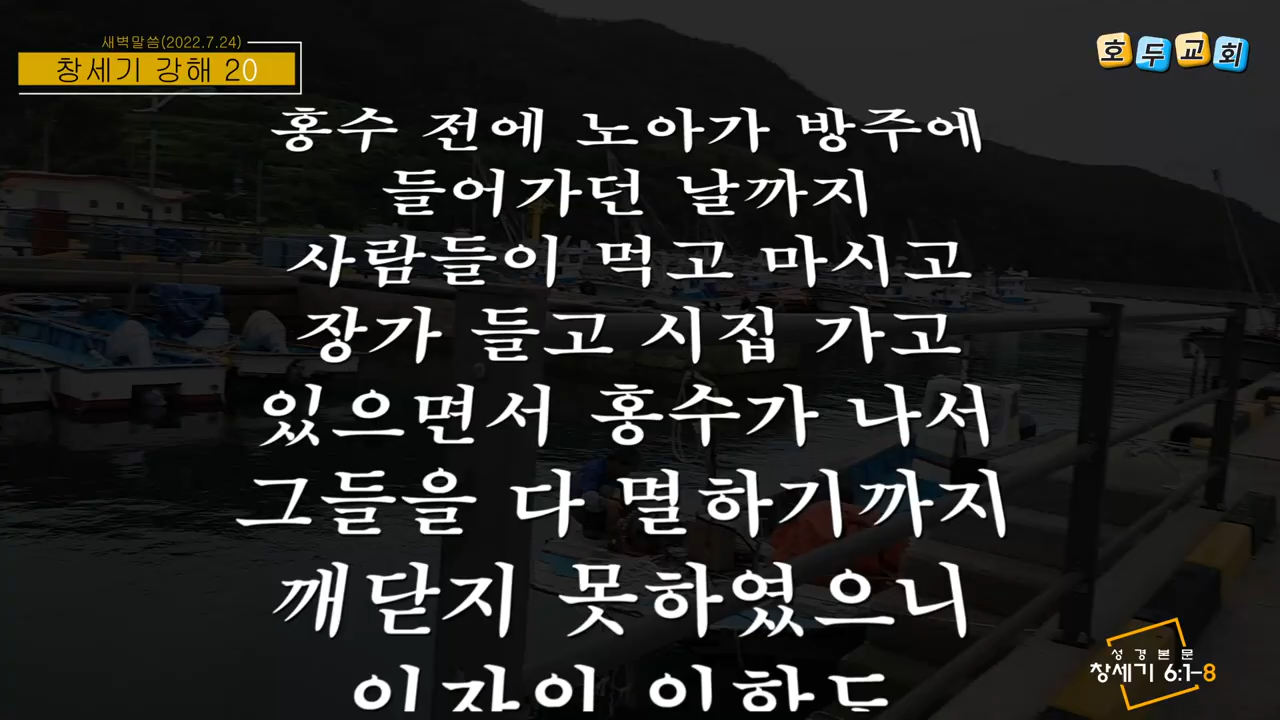 새벽말씀(2022.7.24)
창세기 강해 20
호두교회
홍수 전에 노아가 방주에
들어가던 날까지
사람들이 먹고 마시고
장가 들고 시집 가고
있으면서 홍수가 나서
그들을 다 멸하기까지
깨닫지 못하였으니
성경본문
창세기 6:1-8